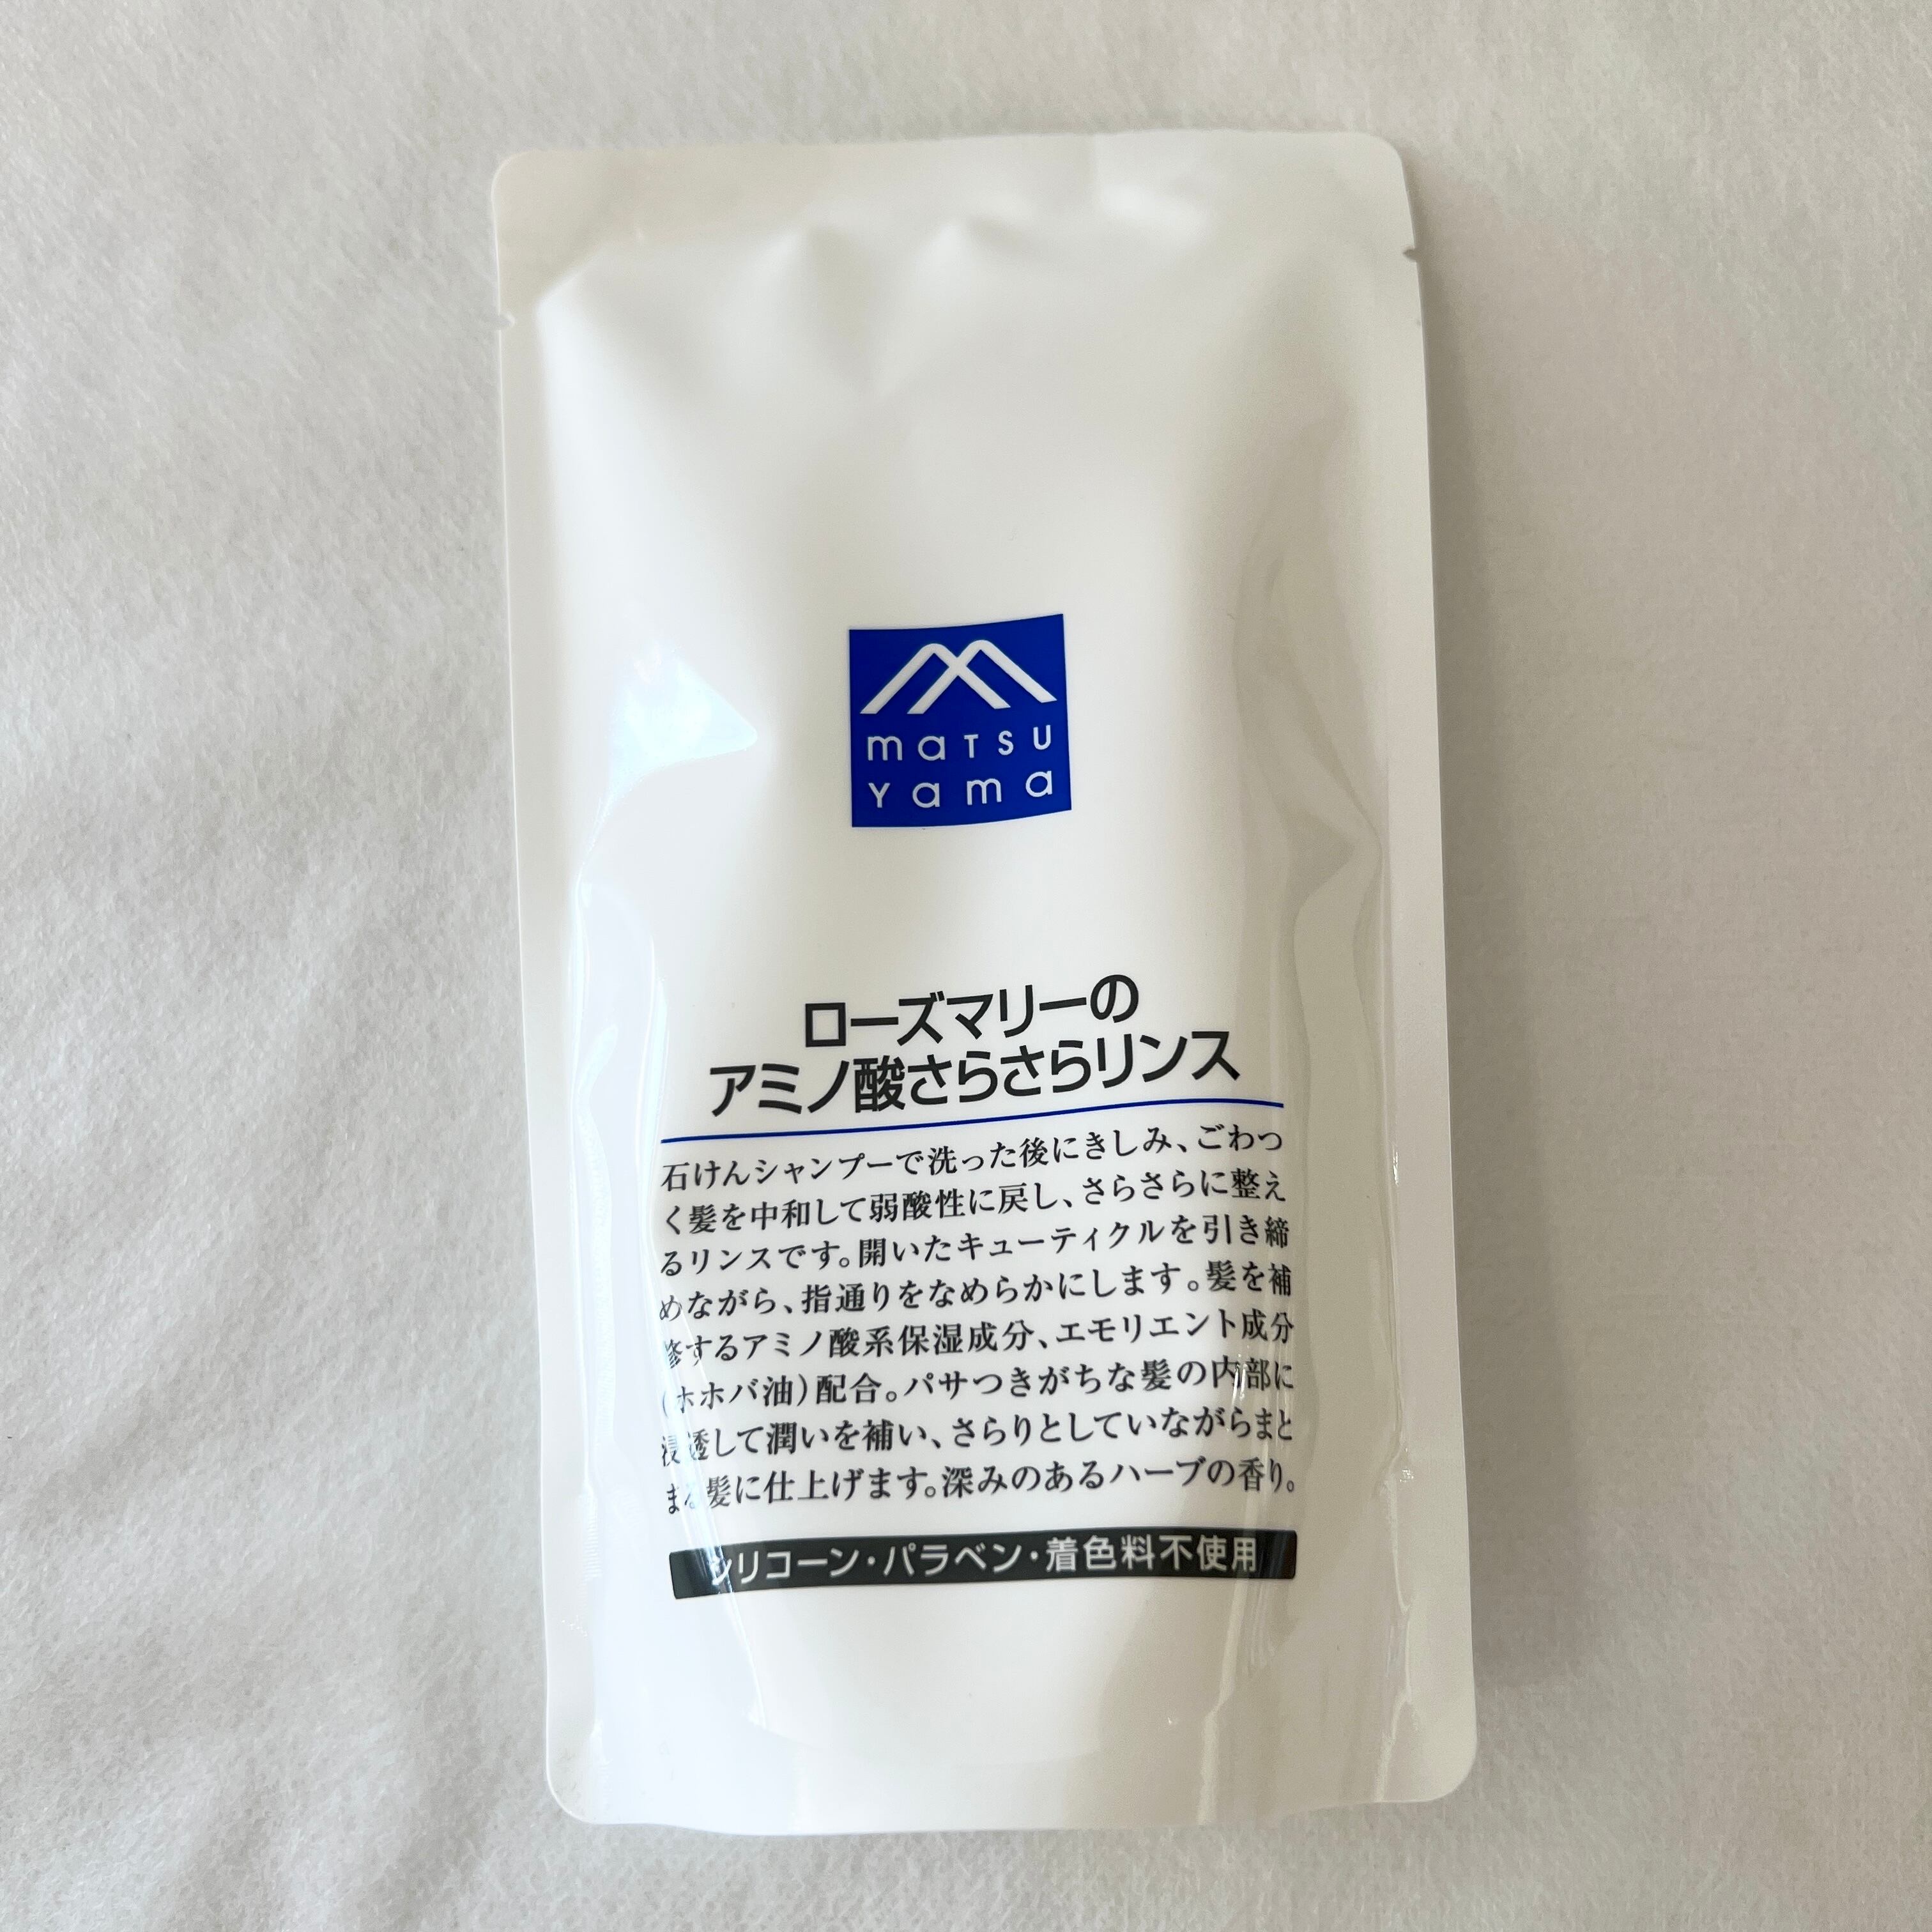 matsu
yama
ローズマリーの
アミノ酸さらさらリンス
石けんシャンプーで洗った後にきしみ、ごわつ
く髪を中和して弱酸性に戻し、さらさらに整え
るリンスです。開いたキューティクルを引き締
めながら、指通りをなめらかにします。髪を補
修するアミノ酸系保湿成分、エモリエント成分
(ホホバ油)配合。パサつきがちな髪の内部に
浸透して潤いを補い、さらりとしていながらまと
まる髪に仕上げます。深みのあるハーブの香り。
シリコーン・パラベン・着色料不使用